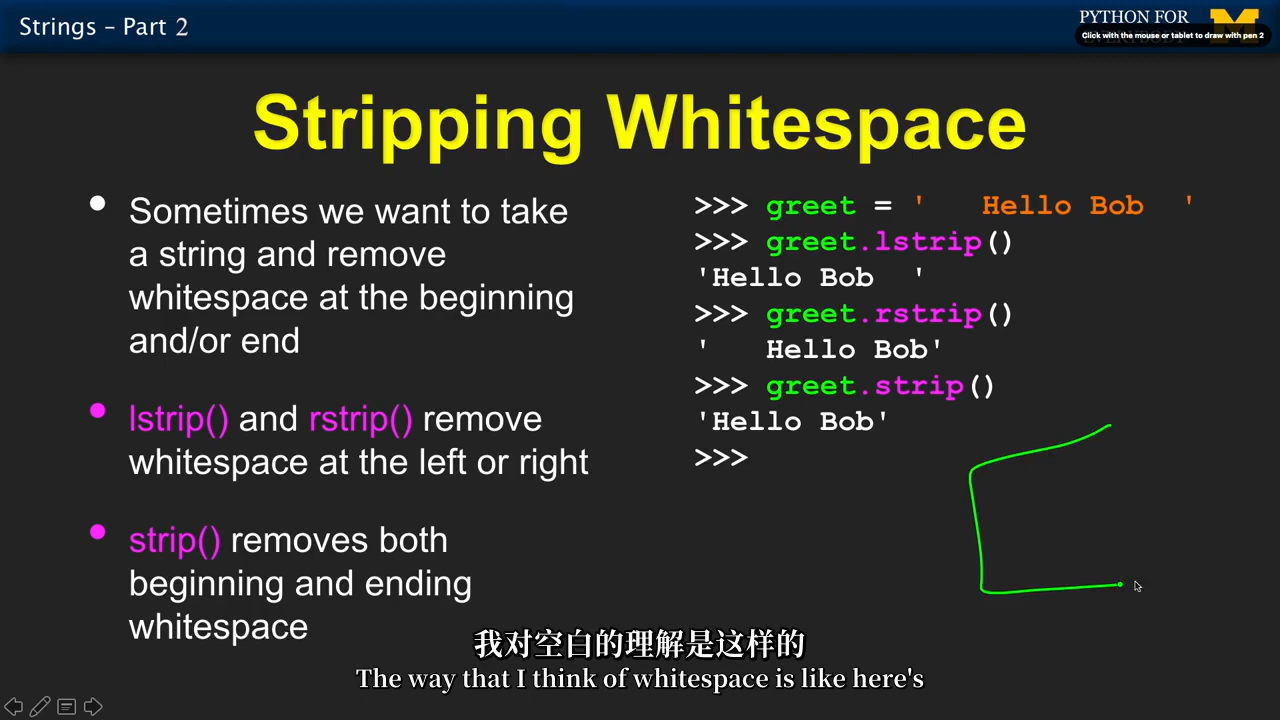 Strings – Part 2
PYTHON FOR
Click with the mouse or tablet to draw with pen 2
Stripping Whitespace
• Sometimes we want to take
a string and remove
whitespace at the beginning
and/or end
• lstrip() and rstrip() remove
whitespace at the left or right
• strip() removes both
beginning and ending
whitespace
>>> greet = '   Hello Bob  '
>>> greet.lstrip()
'Hello Bob  '
>>> greet.rstrip()
'   Hello Bob'
>>> greet.strip()
'Hello Bob'
>>>
我对空白的理解是这样的
The way that I think of whitespace is like here's